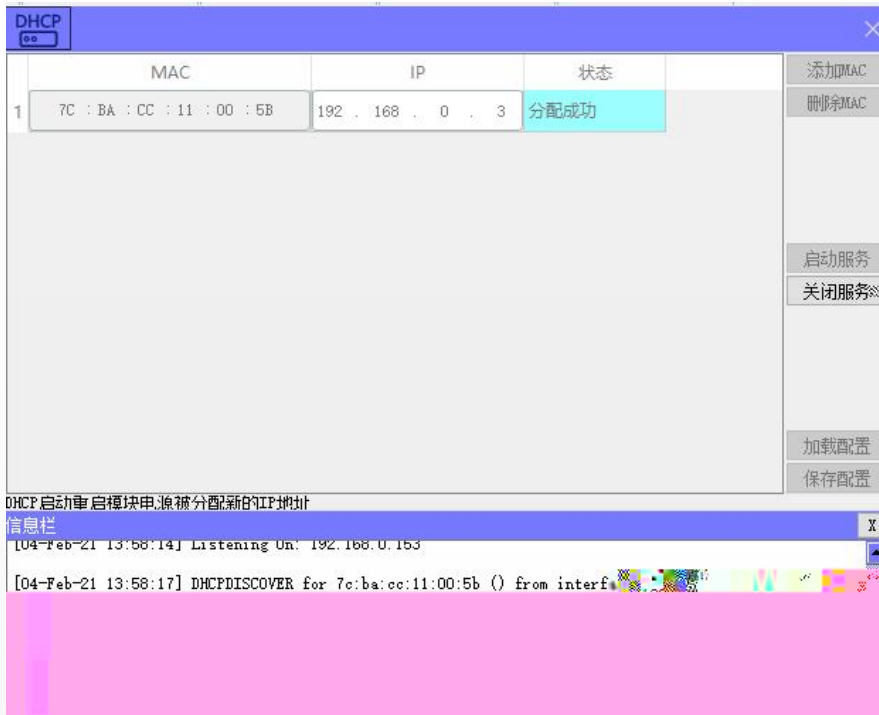 DHCP
MAC IP 状态 添加MAC
1 7C : BA : CC : 11 : 00 : 5B 192 . 168 . 0 . 3 分配成功 删除MAC
启动服务
关闭服务
加载配置
保存配置
DHCP启动重启模块电源被分配新的IP地址
信息栏 X
[04-Feb-21 13:58:14] Listening On: 192.168.0.153
[04-Feb-21 13:58:17] DHCPDISCOVER for 7c:ba:cc:11:00:5b () from